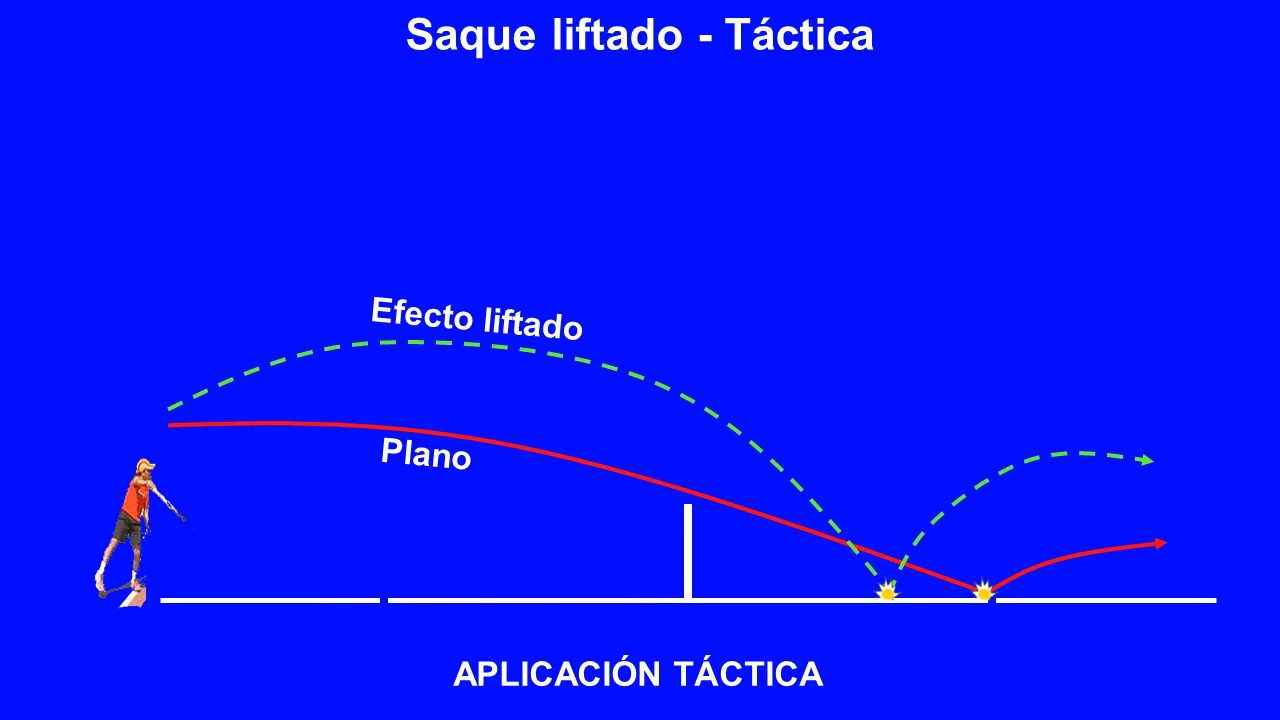 Saque liftado - Táctica
Efecto liftado
Plano
APLICACIÓN TÁCTICA